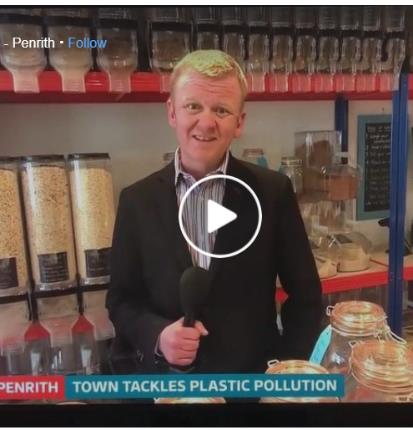 - Penrith • Follow
PENRITH TOWN TACKLES PLASTIC POLLUTION